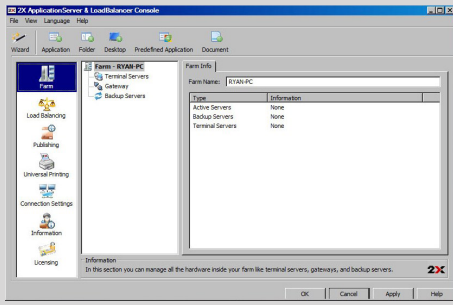 2X ApplicationServer & LoadBalancer Console
File View Language Help
Wizard Application Folder Desktop Predefined Application Document
Farm
Load Balancing
Publishing
Universal Printing
Connection Settings
Information
Licensing
Farm - RYAN-PC
Terminal Servers
Gateway
Backup Servers
Farm Info
Farm Name: RYAN-PC
Type Information
Active Servers None
Backup Servers None
Terminal Servers None
Information
In this section you can manage all the hardware inside your farm like terminal servers, gateways, and backup servers.
2X
OK Cancel Apply Help